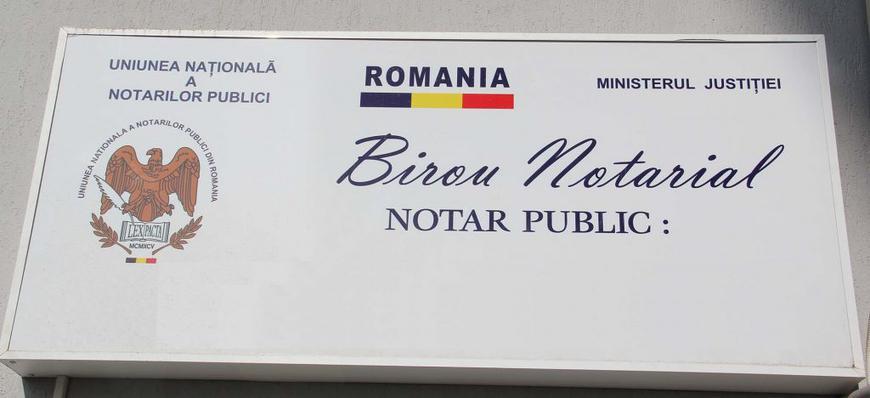 UNIUNEA NAȚIONALĂ
A
NOTARILOR PUBLICI
UNIUNEA NATIONALA A NOTARILOR PUBLICI DIN ROMANIA
LEX PACTA
MCMXCV
ROMANIA
MINISTERUL JUSTIȚIEI
Birou Notarial
NOTAR PUBLIC :